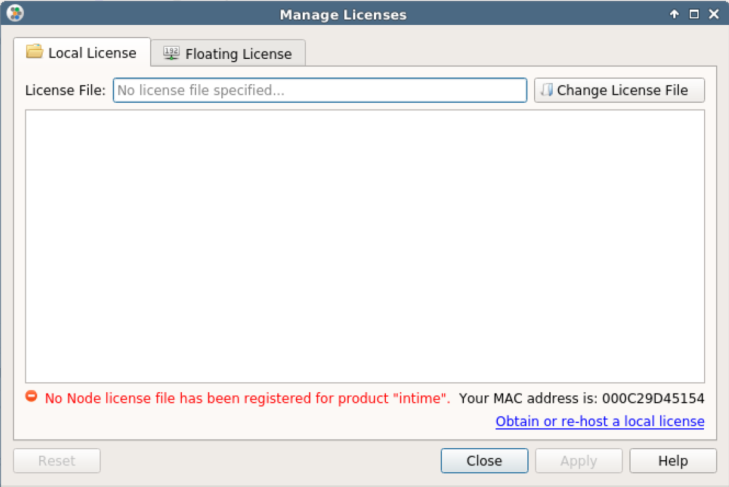 Manage Licenses
Local License
Floating License
License File: No license file specified... Change License File
No Node license file has been registered for product "intime". Your MAC address is: 000C29D45154
Obtain or re-host a local license
Reset Close Apply Help